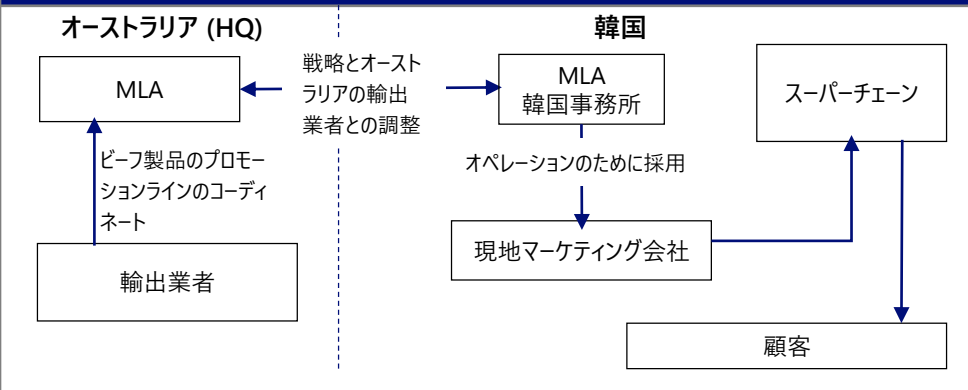 オーストラリア (HQ)
韓国
MLA
戦略とオースト
ラリアの輸出
業者との調整
MLA
韓国事務所
スーパーチェーン
ビーフ製品のプロモー
ションラインのコーディ
ネート
オペレーションのために採用
輸出業者
現地マーケティング会社
顧客